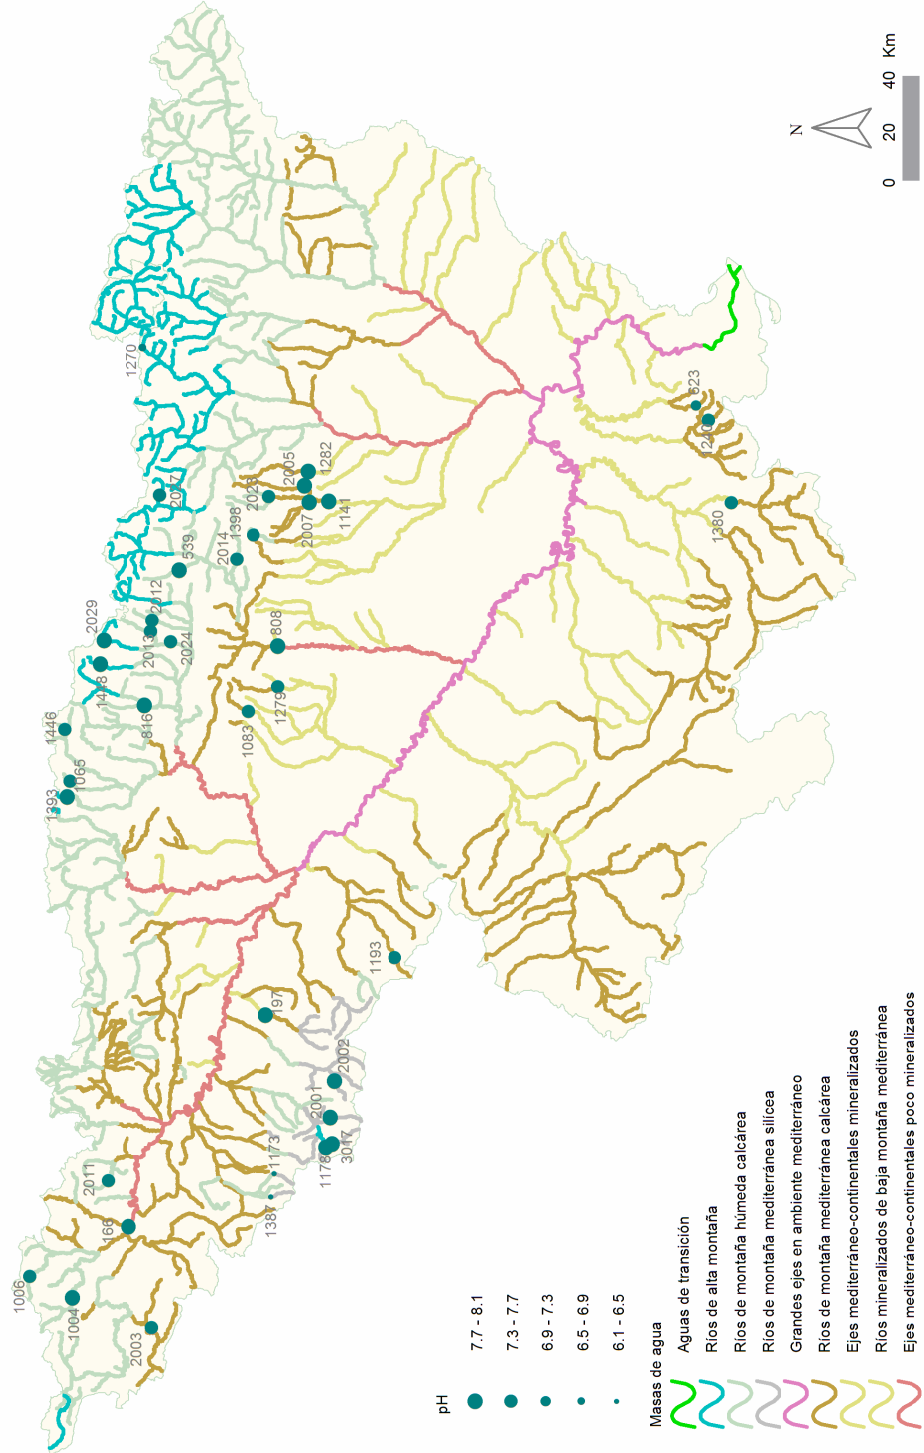 1270
2017
2028
2005
1282
539
2014
1398
2007
1141
623
1240
1380
2029
2012
2013
2024
808
1448
816
1446
1279
1083
1065
1393
1193
197
2002
2001
3017
1178
1173
1387
2011
166
1006
1004
2003
N
0
20
40
Km
pH
7.7 - 8.1
7.3 - 7.7
6.9 - 7.3
6.5 - 6.9
6.1 - 6.5
Masas de agua
Aguas de transición
Ríos de alta montaña
Ríos de montaña húmeda calcárea
Ríos de montaña mediterránea silícea
Grandes ejes en ambiente mediterráneo
Ríos de montaña mediterránea calcárea
Ejes mediterráneo-continentales mineralizados
Ríos mineralizados de baja montaña mediterránea
Ejes mediterráneo-continentales poco mineralizados